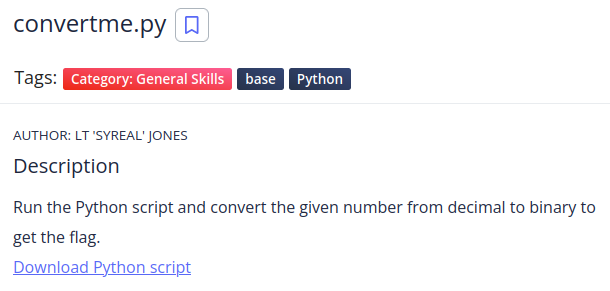 convertme.py
Tags: Category: General Skills base Python
AUTHOR: LT 'SYREAL' JONES
Description
Run the Python script and convert the given number from decimal to binary to
get the flag.
Download Python script